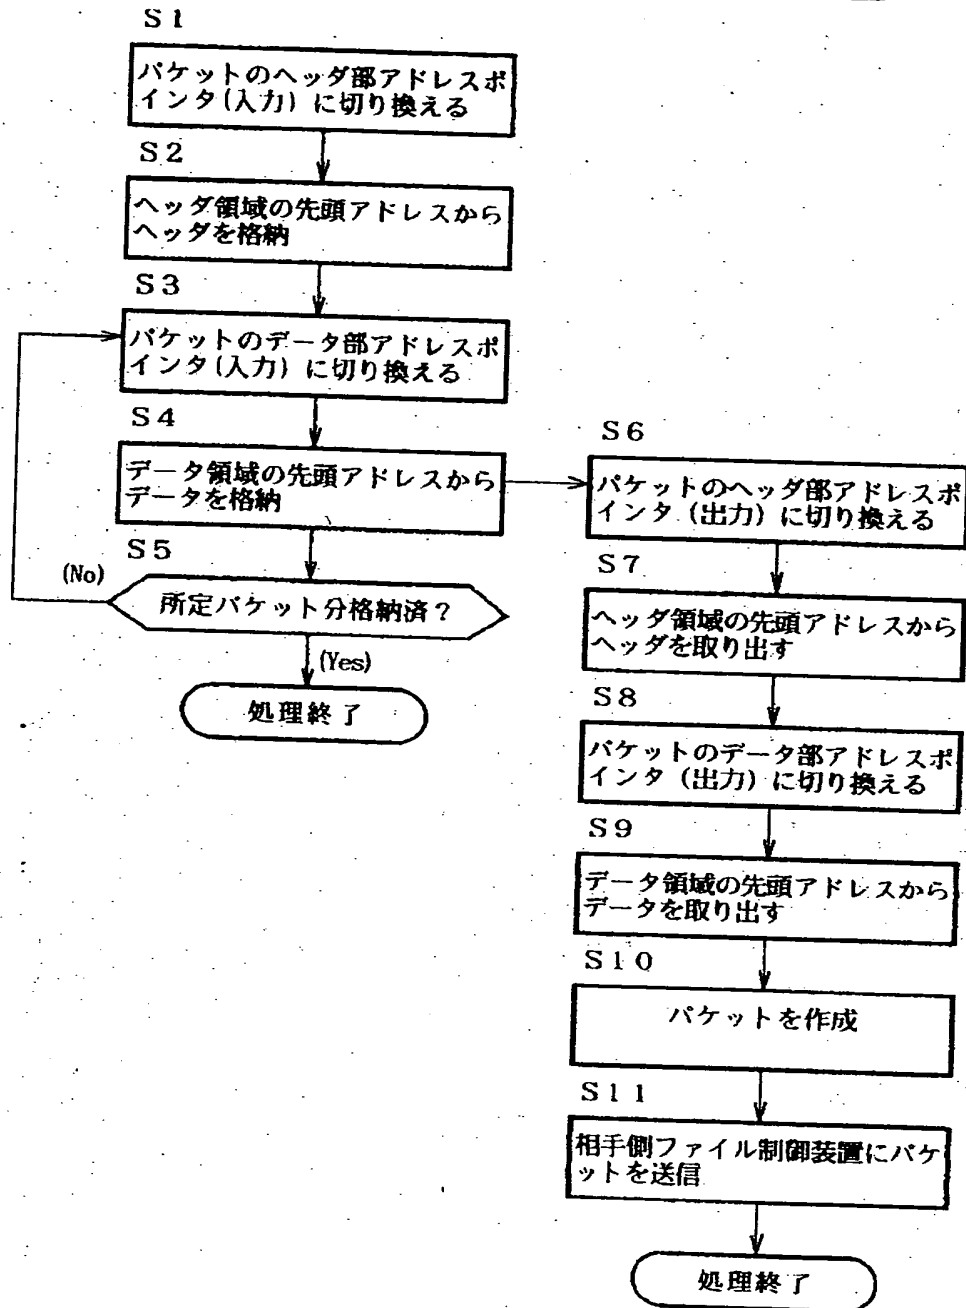 S1
パケットのヘッダ部アドレスポ
インタ(入力)に切り換える
S2
ヘッダ領域の先頭アドレスから
ヘッダを格納
S3
パケットのデータ部アドレスポ
インタ(入力)に切り換える
S4
データ領域の先頭アドレスから
データを格納
S5
(No)
所定パケット分格納済?
(Yes)
処理終了
S6
パケットのヘッダ部アドレスポ
インタ(出力)に切り換える
S7
ヘッダ領域の先頭アドレスから
ヘッダを取り出す
S8
パケットのデータ部アドレスポ
インタ(出力)に切り換える
S9
データ領域の先頭アドレスから
データを取り出す
S10
パケットを作成
S11
相手側ファイル制御装置にパケ
ットを送信
処理終了